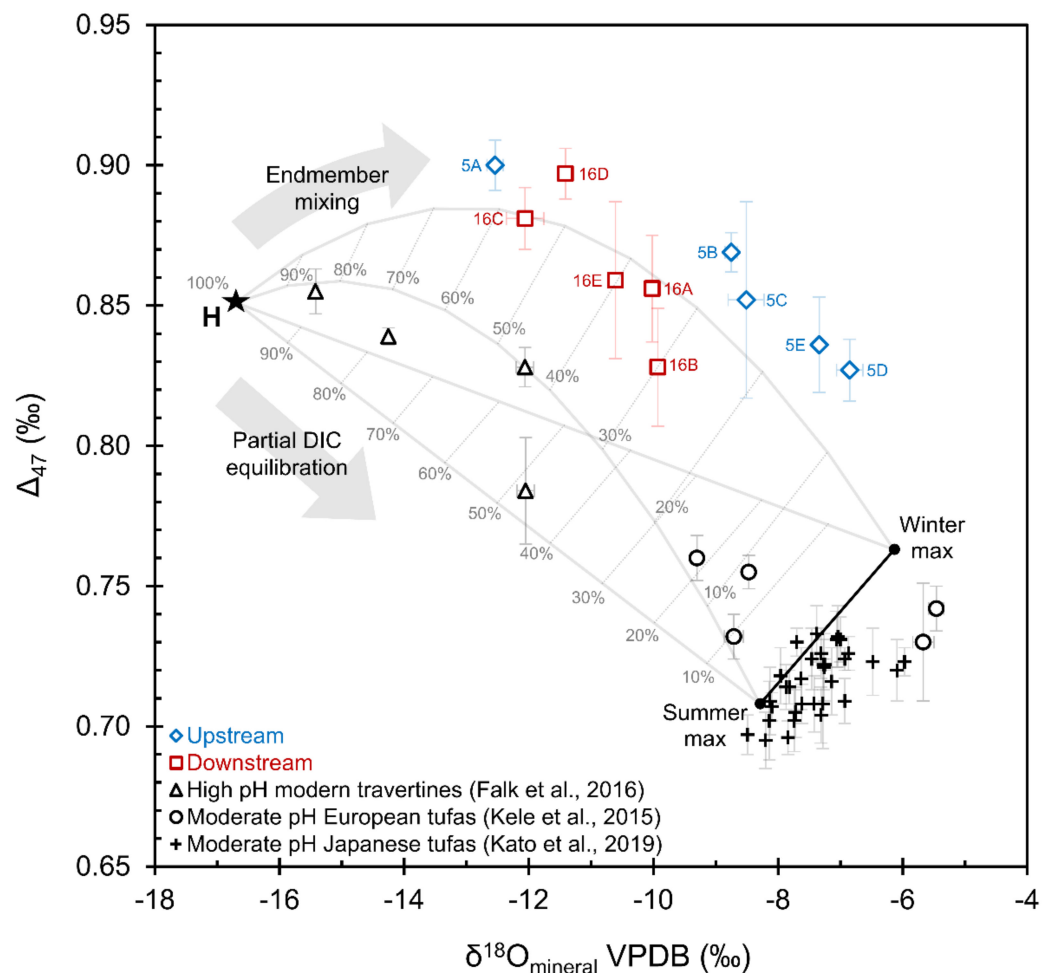 0.95
0.90
0.85
0.80
0.75
0.70
0.65
Δ47 (‰)
Endmember
mixing
5A
16D
16C
5B
16E
16A
5C
16B
5E
5D
100%
90%
80%
70%
60%
50%
40%
30%
20%
10%
H
90%
80%
70%
60%
50%
40%
30%
20%
10%
Partial DIC
equilibration
Winter
max
Summer
max
Upstream
Downstream
High pH modern travertines (Falk et al., 2016)
Moderate pH European tufas (Kele et al., 2015)
Moderate pH Japanese tufas (Kato et al., 2019)
-18 -16 -14 -12 -10 -8 -6 -4
δ18Omineral VPDB (‰)